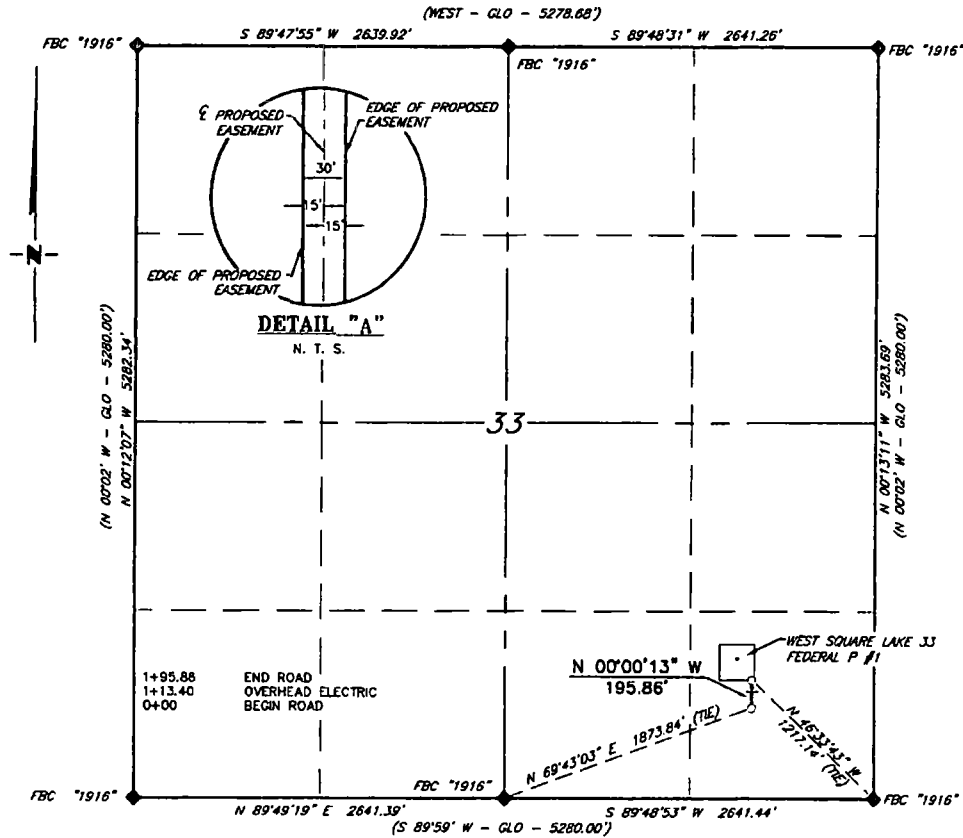 (WEST - GLO - 5278.68')
S 89°47'55" W 2639.92'
S 89°48'31" W 2641.26'
FBC "1916"
FBC "1916"
FBC "1916"
℄ PROPOSED
EASEMENT
EDGE OF PROPOSED
EASEMENT
30'
15'
15'
EDGE OF PROPOSED
EASEMENT
DETAIL "A"
N. T. S.
N
(N 00°02' W - GLO - 5280.00')
N 00°12'07" W 5282.34'
33
N 00°13'11" W 5283.69'
(N 00°02' W - GLO - 5280.00')
WEST SQUARE LAKE 33
FEDERAL P #1
N 00°00'13" W
195.86'
1+95.88 END ROAD
1+13.40 OVERHEAD ELECTRIC
0+00 BEGIN ROAD
N 69°43'03" E 1873.84' (TIE)
N 46°33'43" W
1217.14' (TIE)
FBC "1916"
FBC "1916"
FBC "1916"
N 89°49'19" E 2641.39'
S 89°48'53" W 2641.44'
(S 89°59' W - GLO - 5280.00')